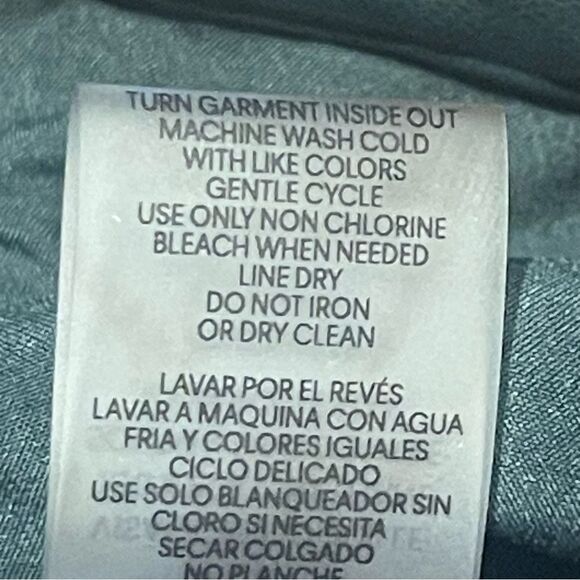 TURN GARMENT INSIDE OUT
MACHINE WASH COLD
WITH LIKE COLORS
GENTLE CYCLE
USE ONLY NON CHLORINE
BLEACH WHEN NEEDED
LINE DRY
DO NOT IRON
OR DRY CLEAN
LAVAR POR EL REVÉS
LAVAR A MAQUINA CON AGUA
FRIA Y COLORES IGUALES
CICLO DELICADO
USE SOLO BLANQUEADOR SIN
CLORO SI NECESITA
SECAR COLGADO
NO PLANCHE